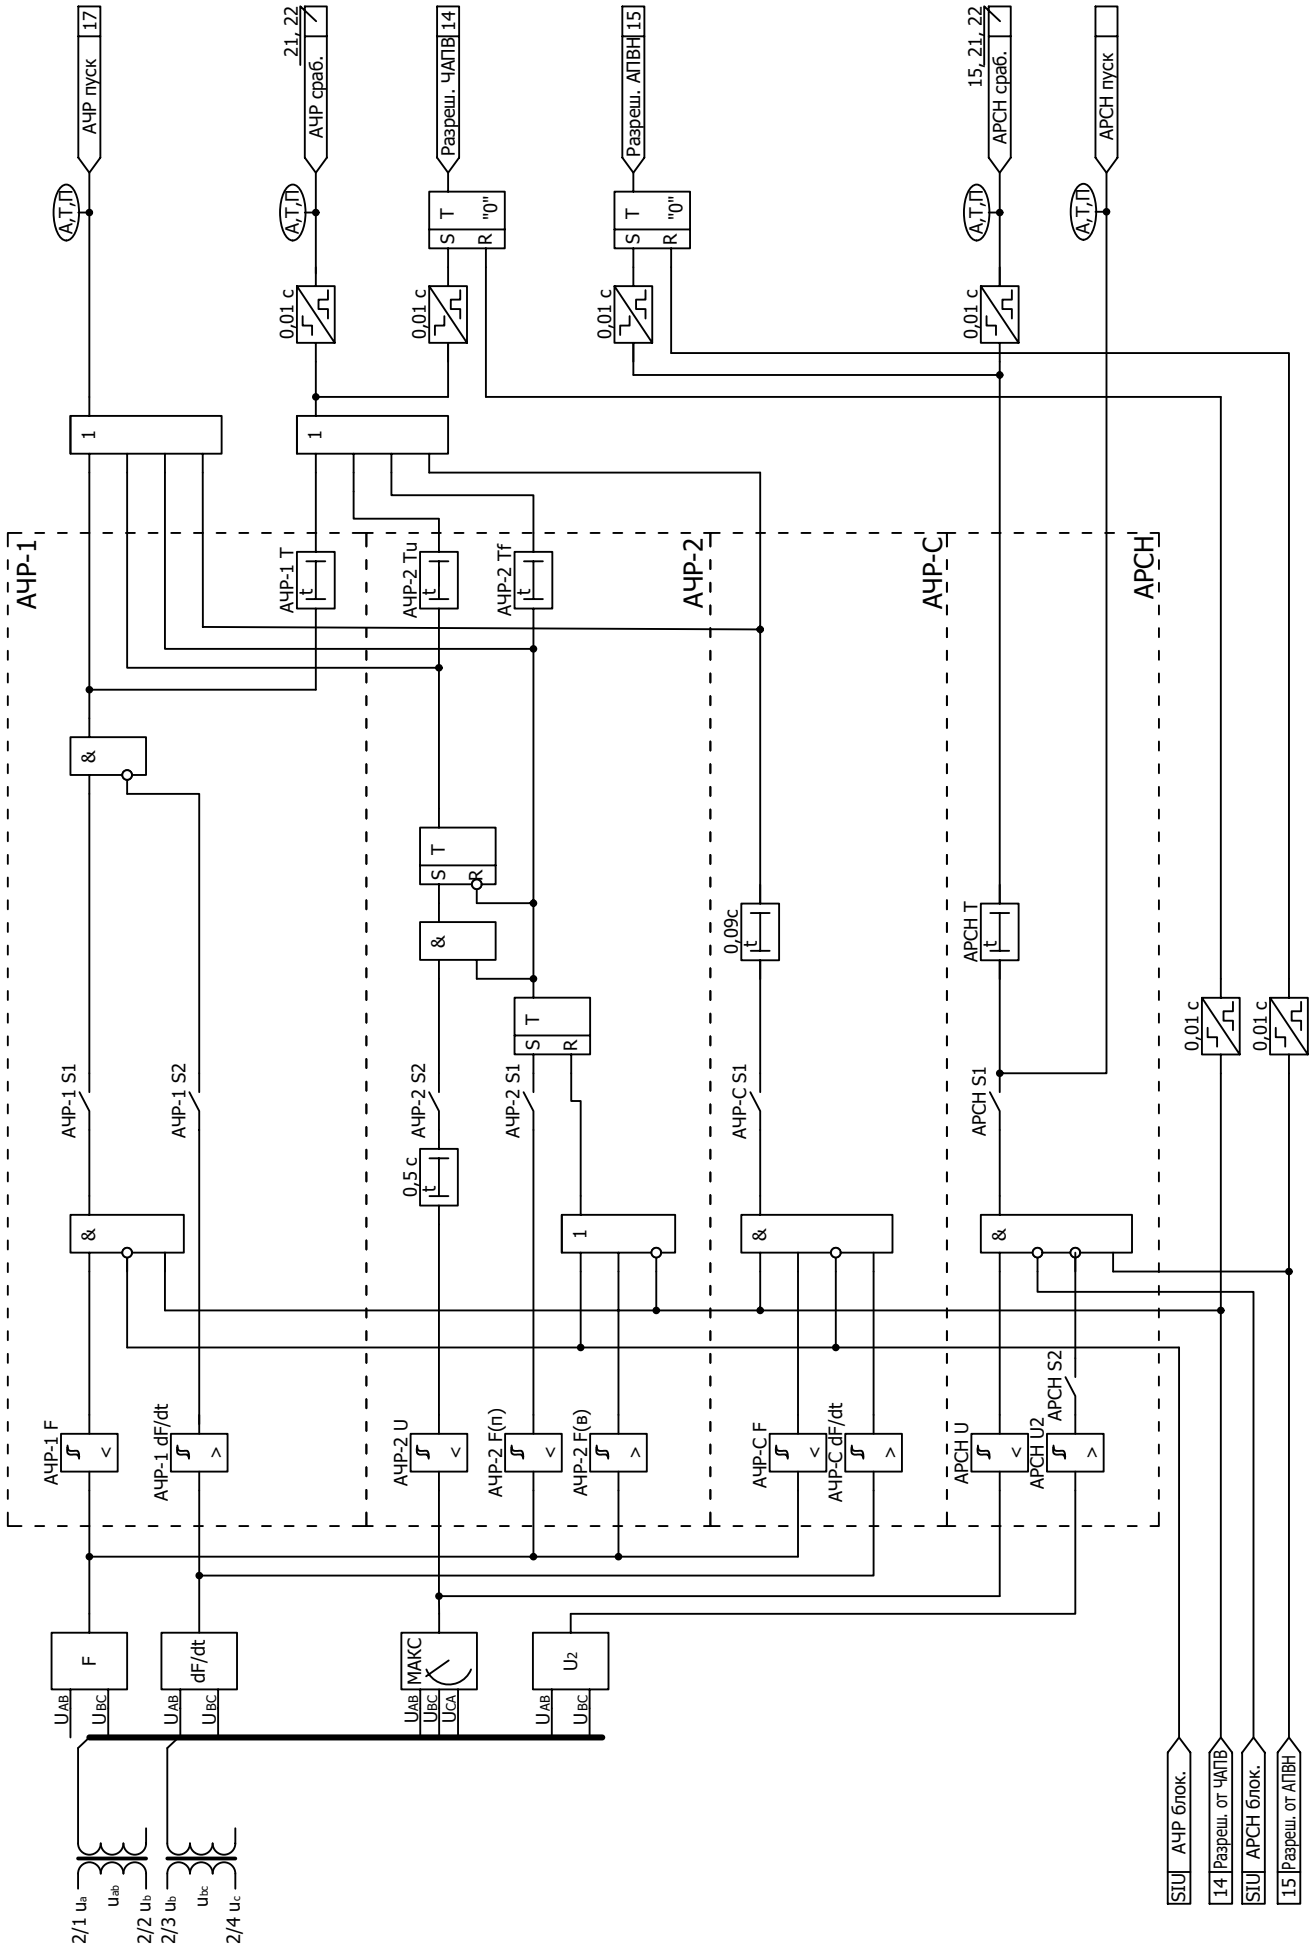 2/1 ua
uab
2/2 ub
2/3 ub
ubc
2/4 uc
UAB
UBC
F
UAB
UBC
dF/dt
UAB
UBC
UCA
МАКС
UAB
UBC
U2
АЧР-1
АЧР-1 F
<
&
АЧР-1 S1
&
АЧР-1 dF/dt
>
АЧР-1 S2
АЧР-1 T
t
1
АЧР пуск
17
А,Т,П
1
0,01 с
А,Т,П
АЧР сраб.
21, 22
АЧР-2
АЧР-2 U
<
0,5 с
t
АЧР-2 S2
&
S
T
R
АЧР-2 Tu
t
АЧР-2 F(п)
<
АЧР-2 S1
АЧР-2 F(в)
>
1
S
T
R
АЧР-2 Tf
t
0,01 с
S
T
R
"0"
Разреш. ЧАПВ
14
АЧР-С
АЧР-С F
<
АЧР-С dF/dt
>
&
АЧР-С S1
0,09с
t
0,01 с
S
T
R
"0"
Разреш. АПВН
15
АРСН
АРСН U
<
АРСН U2
>
АРСН S2
&
АРСН S1
АРСН T
t
0,01 с
А,Т,П
АРСН сраб.
15, 21, 22
А,Т,П
АРСН пуск
SIU
АЧР блок.
14
Разреш. от ЧАПВ
0,01 с
SIU
АРСН блок.
15
Разреш. от АПВН
0,01 с